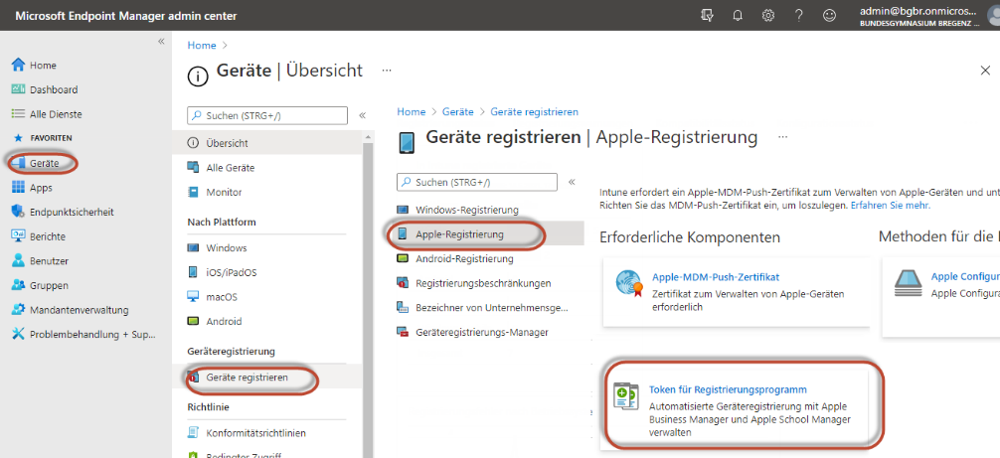 Microsoft Endpoint Manager admin center
admin@bgbr.onmicros...
BUNDESGYMNASIUM BREGENZ ...
Home
Dashboard
Alle Dienste
FAVORITEN
Geräte
Apps
Endpunktsicherheit
Berichte
Benutzer
Gruppen
Mandantenverwaltung
Problembehandlung + Sup...
Home
Geräte | Übersicht
...
Suchen (STRG+/)
Übersicht
Alle Geräte
Monitor
Nach Plattform
Windows
iOS/iPadOS
macOS
Android
Geräteregistrierung
Geräte registrieren
Richtlinie
Konformitätsrichtlinien
Bedingter Zugriff
Home > Geräte > Geräte registrieren
Geräte registrieren | Apple-Registrierung
...
Suchen (STRG+/)
Windows-Registrierung
Apple-Registrierung
Android-Registrierung
Registrierungsbeschränkungen
Bezeichner von Unternehmensge...
Geräteregistrierungs-Manager
Intune erfordert ein Apple-MDM-Push-Zertifikat zum Verwalten von Apple-Geräten und unt
Richten Sie das MDM-Push-Zertifikat ein, um loszulegen. Erfahren Sie mehr.
Erforderliche Komponenten
Methoden für die
Apple-MDM-Push-Zertifikat
Zertifikat zum Verwalten von Apple-Geräten
erforderlich
Apple Configur
Apple Configura
Token für Registrierungsprogramm
Automatisierte Geräteregistrierung mit Apple
Business Manager und Apple School Manager
verwalten